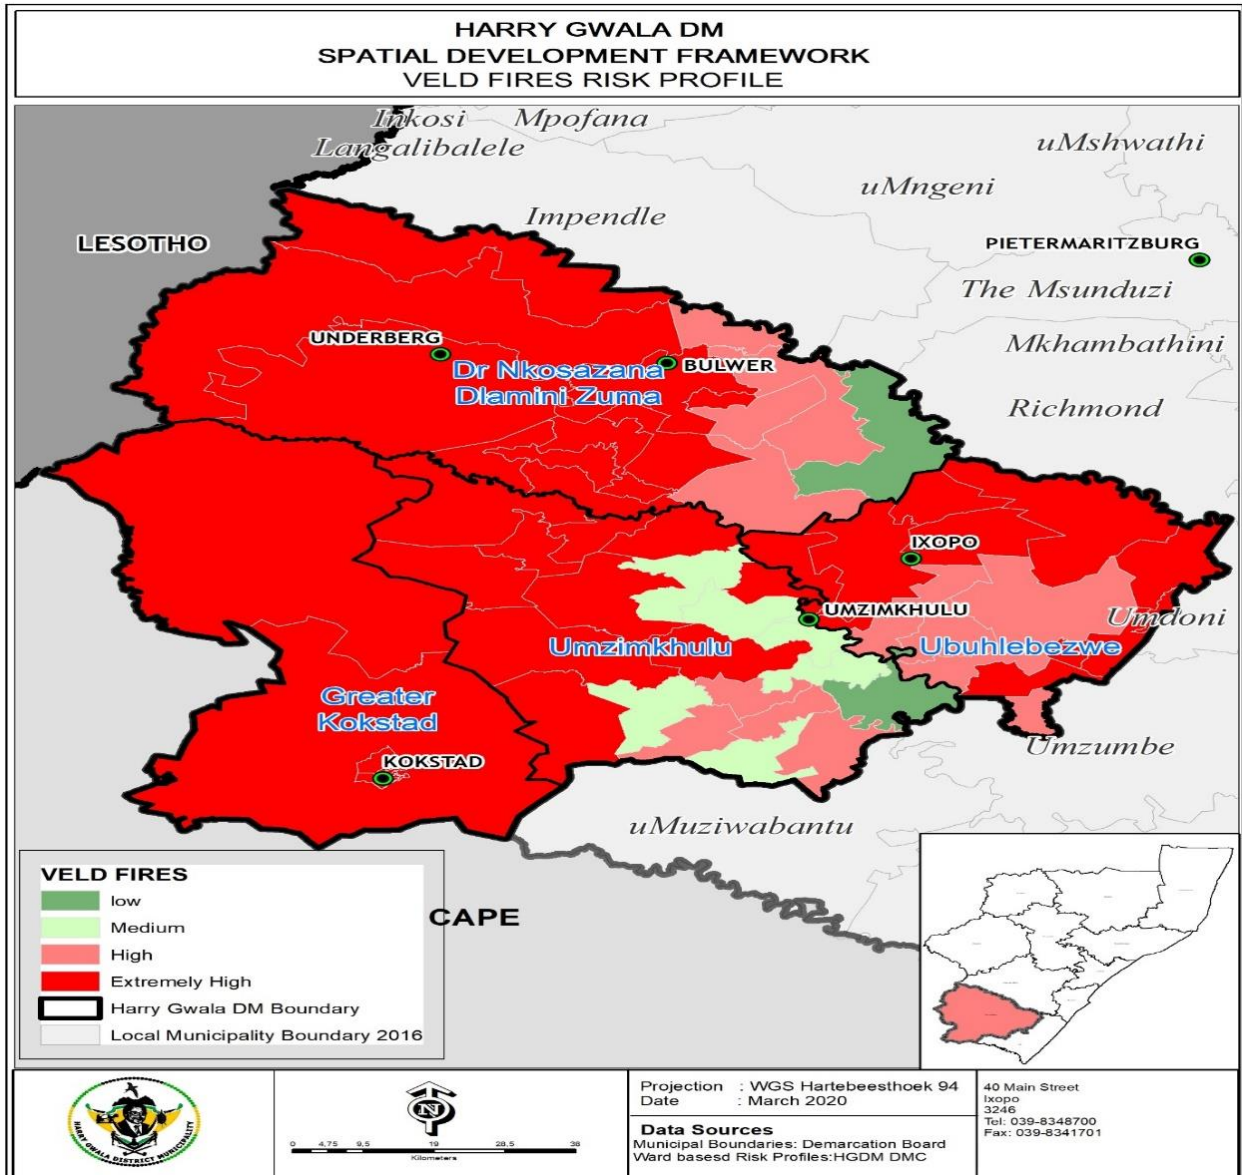 HARRY GWALA DM
SPATIAL DEVELOPMENT FRAMEWORK
VELD FIRES RISK PROFILE
Inkosi
Langalibalele
Mpofana
uMshwathi
uMngeni
Impendle
LESOTHO
PIETERMARITZBURG
The Msunduzi
UNDERBERG
Mkhambathini
BULWER
Dr Nkosazana
Dlamini Zuma
Richmond
IXOPO
UMZIMKHULU
Umdoni
Umzimkhulu
Ubuhlebezwe
Greater
Kokstad
KOKSTAD
Umzumbe
uMuziwabantu
CAPE
VELD FIRES
low
Medium
High
Extremely High
Harry Gwala DM Boundary
Local Municipality Boundary 2016
HARRY GWALA DISTRICT MUNICIPALITY
N
0 4,75 9,5 19 28,5 38
Kilometers
Projection : WGS Hartebeesthoek 94
Date : March 2020
Data Sources
Municipal Boundaries: Demarcation Board
Ward basesd Risk Profiles:HGDM DMC
40 Main Street
Ixopo
3246
Tel: 039-8348700
Fax: 039-8341701